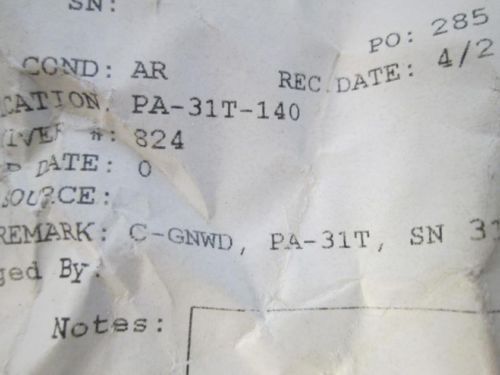 SN:
PO: 285
COND: AR
REC.DATE: 4/2
CATION: PA-31T-140
IVER #: 824
P DATE: 0
SOURCE:
REMARK: C-GNWD, PA-31T, SN 31
ged By:
Notes: